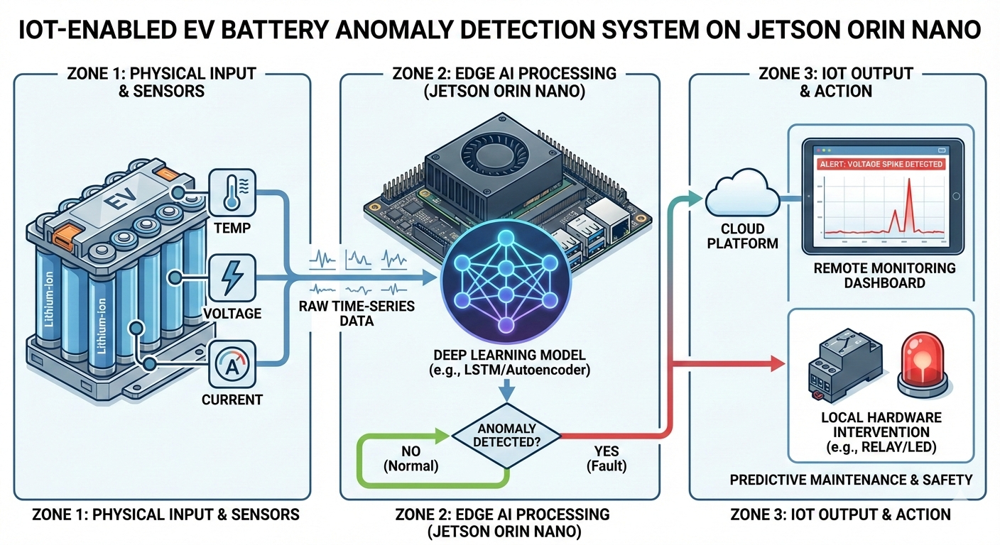 IOT-ENABLED EV BATTERY ANOMALY DETECTION SYSTEM ON JETSON ORIN NANO
ZONE 1: PHYSICAL INPUT
& SENSORS
EV
Lithium-Ion
Lithium-ion
TEMP
VOLTAGE
A
CURRENT
RAW TIME-SERIES
DATA
ZONE 1: PHYSICAL INPUT & SENSORS
ZONE 2: EDGE AI PROCESSING
(JETSON ORIN NANO)
DEEP LEARNING MODEL
(e.g., LSTM/Autoencoder)
ANOMALY
DETECTED?
NO
(Normal)
YES
(Fault)
ZONE 2: EDGE AI PROCESSING
(JETSON ORIN NANO)
ZONE 3: IOT OUTPUT
& ACTION
CLOUD
PLATFORM
ALERT: VOLTAGE SPIKE DETECTED
REMOTE MONITORING
DASHBOARD
LOCAL HARDWARE
INTERVENTION
(e.g., RELAY/LED)
PREDICTIVE MAINTENANCE & SAFETY
ZONE 3: IOT OUTPUT & ACTION